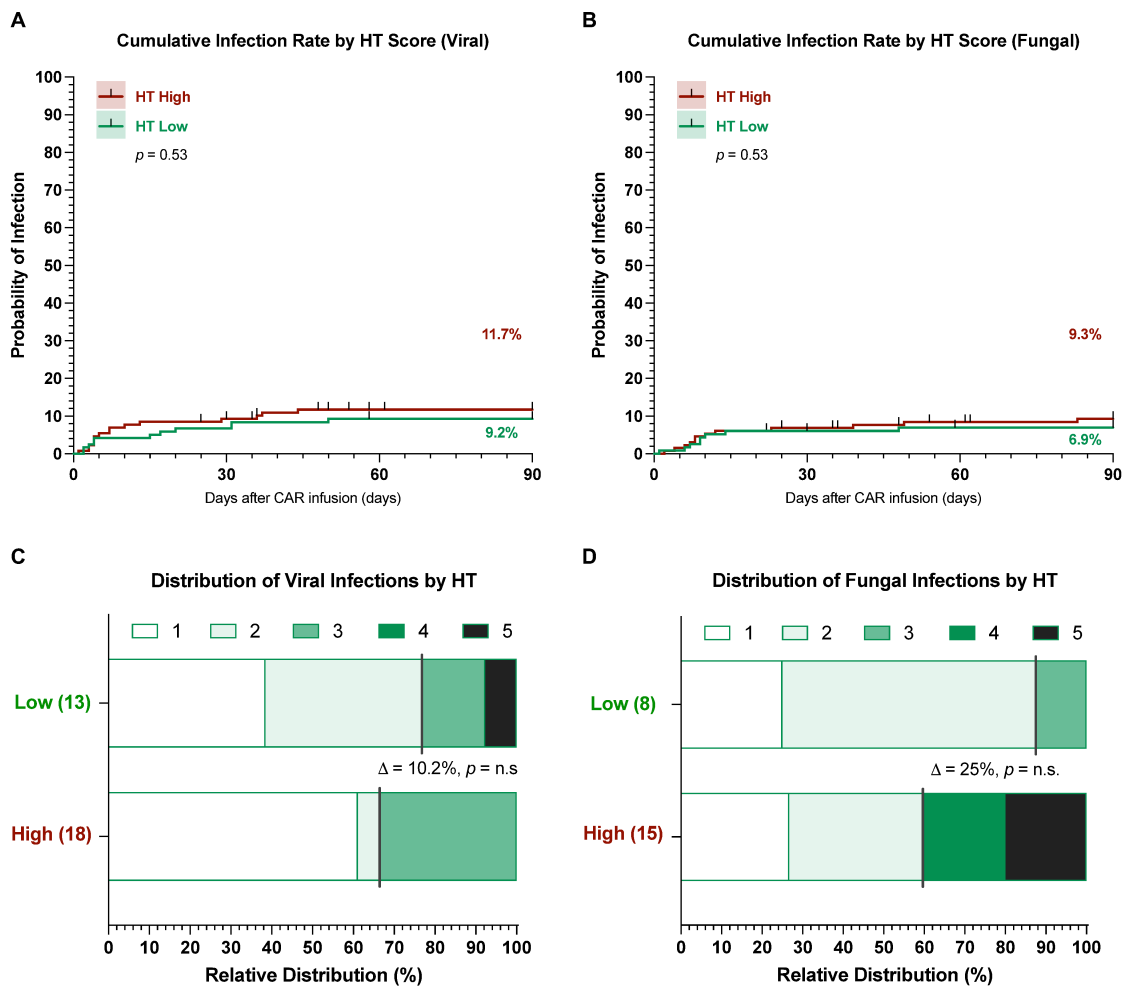 A
Cumulative Infection Rate by HT Score (Viral)
Probability of Infection
100
90
80
70
60
50
40
30
20
10
0
HT High
HT Low
p = 0.53
11.7%
9.2%
0 30 60 90
Days after CAR infusion (days)
B
Cumulative Infection Rate by HT Score (Fungal)
Probability of Infection
100
90
80
70
60
50
40
30
20
10
0
HT High
HT Low
p = 0.53
9.3%
6.9%
0 30 60 90
Days after CAR infusion (days)
C
Distribution of Viral Infections by HT
1 2 3 4 5
Low (13)
Δ = 10.2%, p = n.s
High (18)
0 10 20 30 40 50 60 70 80 90 100
Relative Distribution (%)
D
Distribution of Fungal Infections by HT
1 2 3 4 5
Low (8)
Δ = 25%, p = n.s.
High (15)
0 10 20 30 40 50 60 70 80 90 100
Relative Distribution (%)